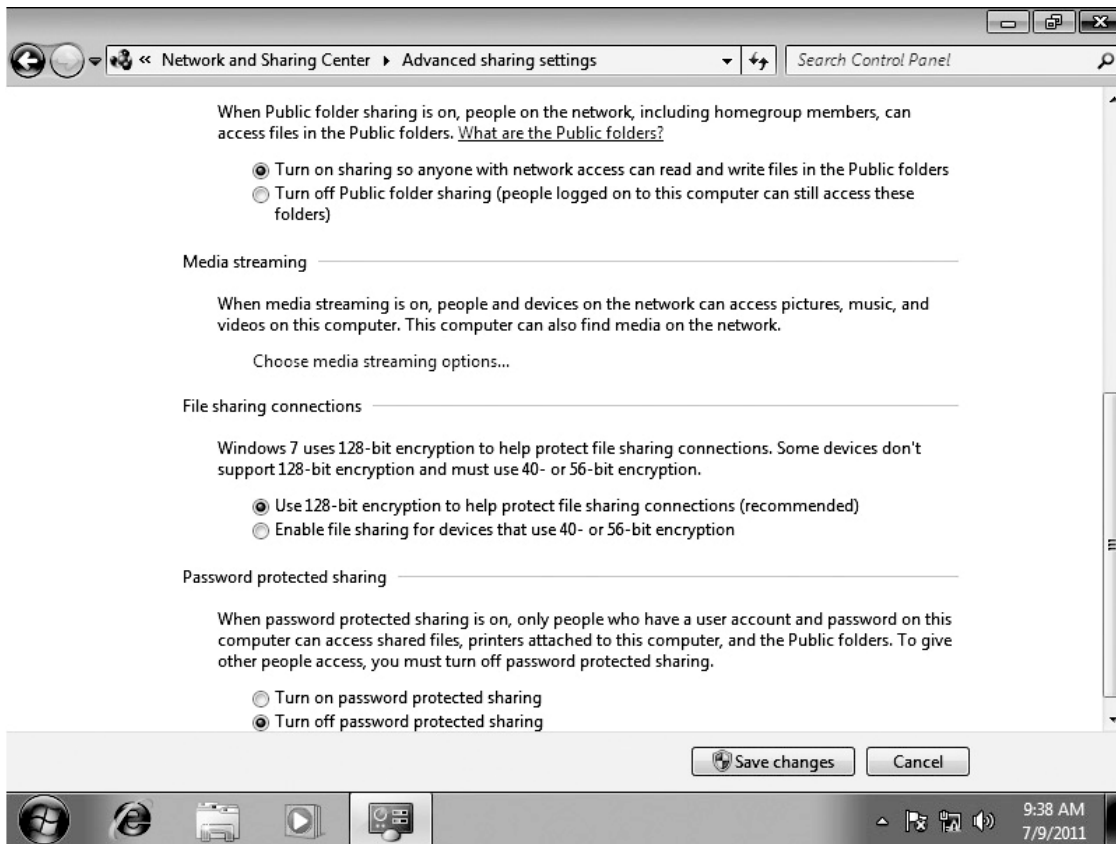 « Network and Sharing Center ▸ Advanced sharing settings
Search Control Panel
When Public folder sharing is on, people on the network, including homegroup members, can
access files in the Public folders. What are the Public folders?
Turn on sharing so anyone with network access can read and write files in the Public folders
Turn off Public folder sharing (people logged on to this computer can still access these
folders)
Media streaming
When media streaming is on, people and devices on the network can access pictures, music, and
videos on this computer. This computer can also find media on the network.
Choose media streaming options...
File sharing connections
Windows 7 uses 128-bit encryption to help protect file sharing connections. Some devices don't
support 128-bit encryption and must use 40- or 56-bit encryption.
Use 128-bit encryption to help protect file sharing connections (recommended)
Enable file sharing for devices that use 40- or 56-bit encryption
Password protected sharing
When password protected sharing is on, only people who have a user account and password on this
computer can access shared files, printers attached to this computer, and the Public folders. To give
other people access, you must turn off password protected sharing.
Turn on password protected sharing
Turn off password protected sharing
Save changes
Cancel
9:38 AM
7/9/2011